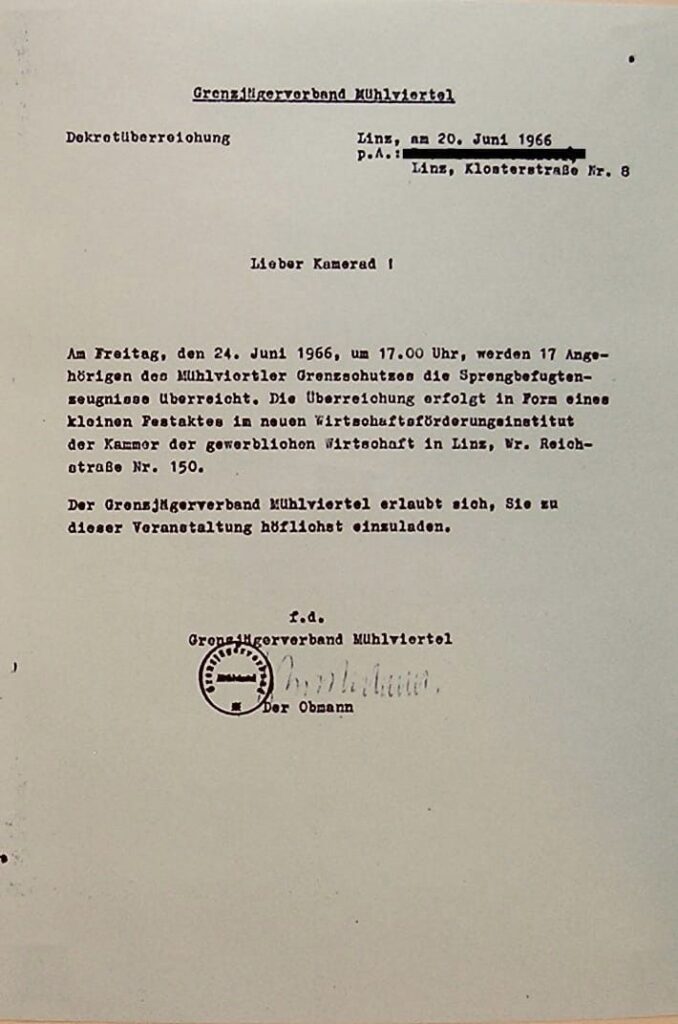 Grenzjägerverband Mühlviertel
Dekretüberreichung
Linz, am 20. Juni 1966
p.A.:
Linz, Klosterstraße Nr. 8
Lieber Kamerad !
Am Freitag, den 24. Juni 1966, um 17.00 Uhr, werden 17 Ange-
hörigen des Mühlviertler Grenzschutzes die Sprengbefugten-
zeugnisse überreicht. Die Überreichung erfolgt in Form eines
kleinen Festaktes im neuen Wirtschaftsförderungsinstitut
der Kammer der gewerblichen Wirtschaft in Linz, Wr. Reich-
straße Nr. 150.
Der Grenzjägerverband Mühlviertel erlaubt sich, Sie zu
dieser Veranstaltung höflichst einzuladen.
f.d.
Grenzjägerverband Mühlviertel
Grenzjägerverband
Der Obmann